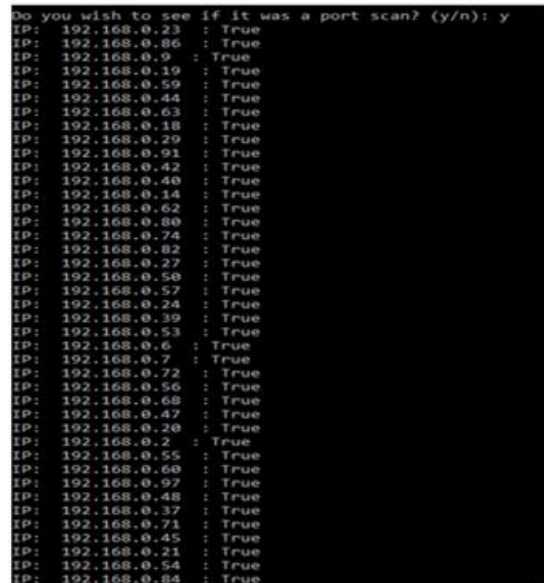 Do you wish to see if it was a port scan? (y/n): y
IP:  192.168.0.23  : True
IP:  192.168.0.86  : True
IP:  192.168.0.9  : True
IP:  192.168.0.19  : True
IP:  192.168.0.59  : True
IP:  192.168.0.44  : True
IP:  192.168.0.63  : True
IP:  192.168.0.18  : True
IP:  192.168.0.29  : True
IP:  192.168.0.91  : True
IP:  192.168.0.42  : True
IP:  192.168.0.40  : True
IP:  192.168.0.14  : True
IP:  192.168.0.62  : True
IP:  192.168.0.80  : True
IP:  192.168.0.74  : True
IP:  192.168.0.82  : True
IP:  192.168.0.27  : True
IP:  192.168.0.50  : True
IP:  192.168.0.57  : True
IP:  192.168.0.24  : True
IP:  192.168.0.39  : True
IP:  192.168.0.53  : True
IP:  192.168.0.6  : True
IP:  192.168.0.7  : True
IP:  192.168.0.72  : True
IP:  192.168.0.56  : True
IP:  192.168.0.68  : True
IP:  192.168.0.47  : True
IP:  192.168.0.20  : True
IP:  192.168.0.2  : True
IP:  192.168.0.55  : True
IP:  192.168.0.60  : True
IP:  192.168.0.97  : True
IP:  192.168.0.48  : True
IP:  192.168.0.37  : True
IP:  192.168.0.71  : True
IP:  192.168.0.45  : True
IP:  192.168.0.21  : True
IP:  192.168.0.54  : True
IP:  192.168.0.84  : True